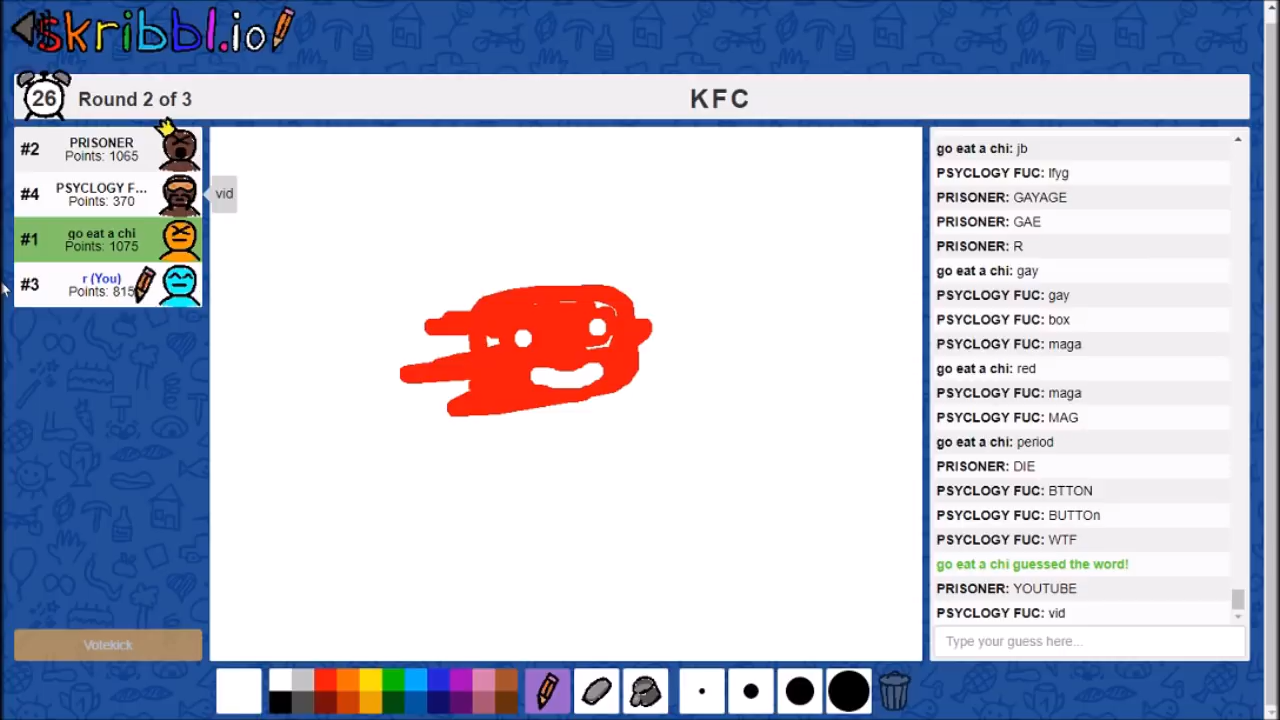 skribbl.io
26
Round 2 of 3
KFC
#2
PRISONER
Points: 1065
#4
PSYCLOGY F...
Points: 370
vid
#1
go eat a chi
Points: 1075
#3
r (You)
Points: 815
Votekick
go eat a chi: jb
PSYCLOGY FUC: lfyg
PRISONER: GAYAGE
PRISONER: GAE
PRISONER: R
go eat a chi: gay
PSYCLOGY FUC: gay
PSYCLOGY FUC: box
PSYCLOGY FUC: maga
go eat a chi: red
PSYCLOGY FUC: maga
PSYCLOGY FUC: MAG
go eat a chi: period
PRISONER: DIE
PSYCLOGY FUC: BTTON
PSYCLOGY FUC: BUTTOn
PSYCLOGY FUC: WTF
go eat a chi guessed the word!
PRISONER: YOUTUBE
PSYCLOGY FUC: vid
Type your guess here...